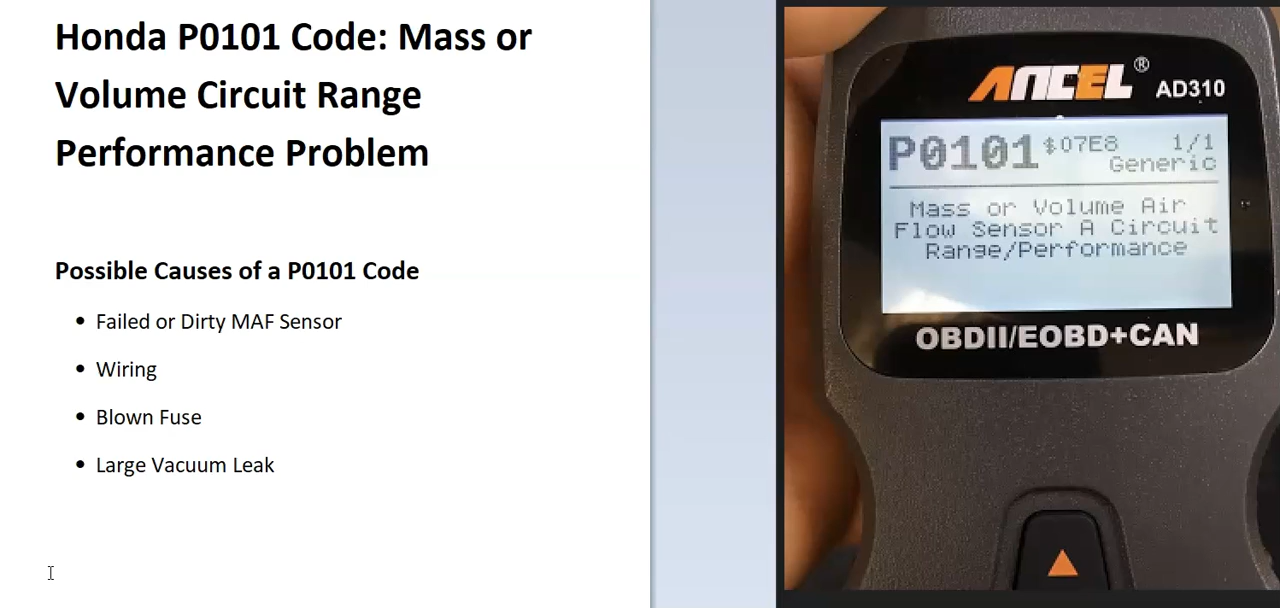 Honda P0101 Code: Mass or
Volume Circuit Range
Performance Problem
Possible Causes of a P0101 Code
• Failed or Dirty MAF Sensor
• Wiring
• Blown Fuse
• Large Vacuum Leak
ANCEL®
AD310
P0101 $07E8 1/1
Generic
Mass or Volume Air
Flow Sensor A Circuit
Range/Performance
OBDII/EOBD+CAN